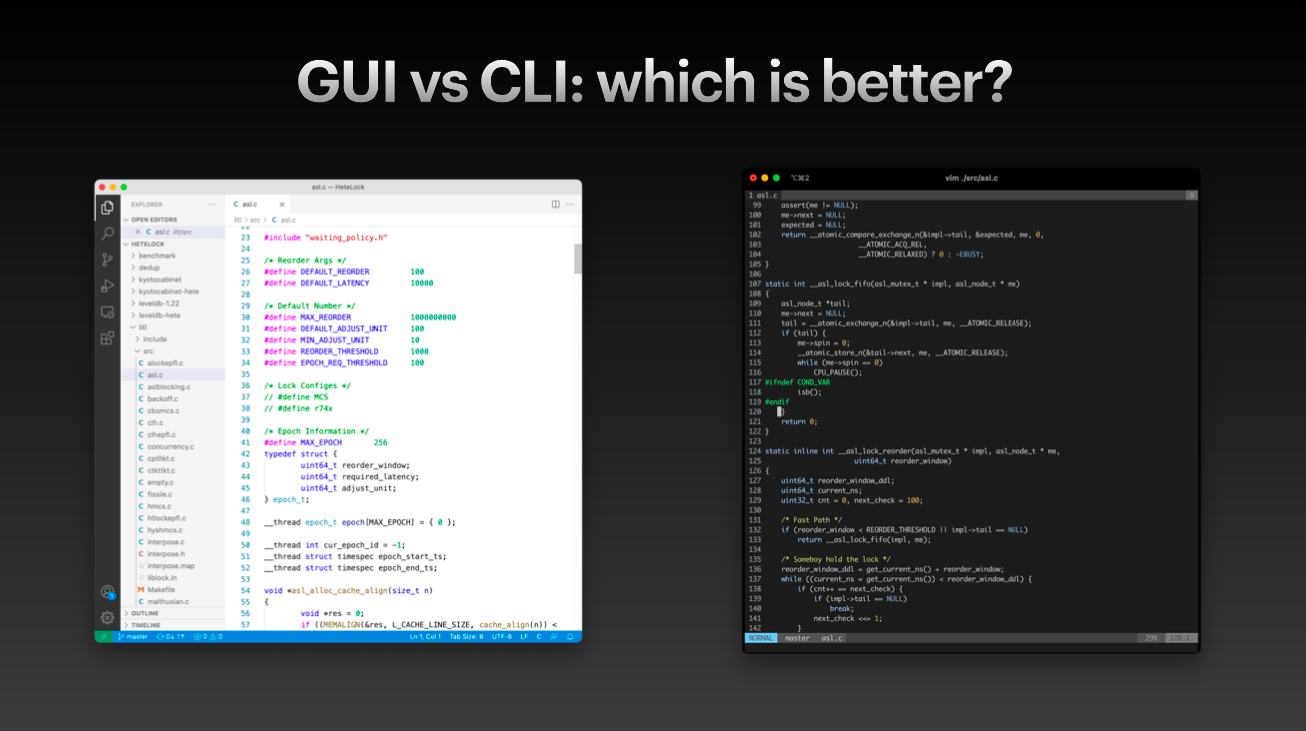 GUI vs CLI: which is better?
asl.c — HeteLock
EXPLORER
OPEN EDITORS
asl.c litl/src
HETELOCK
benchmark
dedup
kyotocabinet
kyotocabinet-hete
leveldb-1.22
leveldb-hete
litl
include
src
alockepfl.c
asl.c
aslblocking.c
backoff.c
cbomcs.c
clh.c
clhepfl.c
concurrency.c
cptltkt.c
ctkttkt.c
empty.c
fissile.c
hmcs.c
htlockepfl.c
hyshmcs.c
interpose.c
interpose.h
interpose.map
liblock.in
Makefile
malthusian.c
OUTLINE
TIMELINE
C asl.c
litl > src > C asl.c
22
23 #include "waiting_policy.h"
24
25 /* Reorder Args */
26 #define DEFAULT_REORDER 100
27 #define DEFAULT_LATENCY 10000
28
29 /* Default Number */
30 #define MAX_REORDER 1000000000
31 #define DEFAULT_ADJUST_UNIT 100
32 #define MIN_ADJUST_UNIT 10
33 #define REORDER_THRESHOLD 1000
34 #define EPOCH_REQ_THRESHOLD 100
35
36 /* Lock Configes */
37 // #define MCS
38 // #define r74x
39
40 /* Epoch Information */
41 #define MAX_EPOCH 256
42 typedef struct {
43 uint64_t reorder_window;
44 uint64_t required_latency;
45 uint64_t adjust_unit;
46 } epoch_t;
47
48 __thread epoch_t epoch[MAX_EPOCH] = { 0 };
49
50 __thread int cur_epoch_id = -1;
51 __thread struct timespec epoch_start_ts;
52 __thread struct timespec epoch_end_ts;
53
54 void *asl_alloc_cache_align(size_t n)
55 {
56 void *res = 0;
57 if ((MEMALIGN(&res, L_CACHE_LINE_SIZE, cache_align(n)) <
master 0↓ 1↑ 0 0 Ln 1, Col 1 Tab Size: 8 UTF-8 LF C
⌥⌘2 vim ./src/asl.c
1 asl.c X
99 assert(me != NULL);
100 me->next = NULL;
101 expected = NULL;
102 return __atomic_compare_exchange_n(&impl->tail, &expected, me, 0,
103 __ATOMIC_ACQ_REL,
104 __ATOMIC_RELAXED) ? 0 : -EBUSY;
105 }
106
107 static int __asl_lock_fifo(asl_mutex_t * impl, asl_node_t * me)
108 {
109 asl_node_t *tail;
110 me->next = NULL;
111 tail = __atomic_exchange_n(&impl->tail, me, __ATOMIC_RELEASE);
112 if (tail) {
113 me->spin = 0;
114 __atomic_store_n(&tail->next, me, __ATOMIC_RELEASE);
115 while (me->spin == 0)
116 CPU_PAUSE();
117 #ifndef COND_VAR
118 isb();
119 #endif
120 }
121 return 0;
122 }
123
124 static inline int __asl_lock_reorder(asl_mutex_t * impl, asl_node_t * me,
125 uint64_t reorder_window)
126 {
127 uint64_t reorder_window_ddl;
128 uint64_t current_ns;
129 uint32_t cnt = 0, next_check = 100;
130
131 /* Fast Path */
132 if (reorder_window < REORDER_THRESHOLD || impl->tail == NULL)
133 return __asl_lock_fifo(impl, me);
134
135 /* Someboy hold the lock */
136 reorder_window_ddl = get_current_ns() + reorder_window;
137 while ((current_ns = get_current_ns()) < reorder_window_ddl) {
138 if (cnt++ == next_check) {
139 if (impl->tail == NULL)
140 break;
141 next_check <<= 1;
142 }
NORMAL master asl.c 29% 120:1